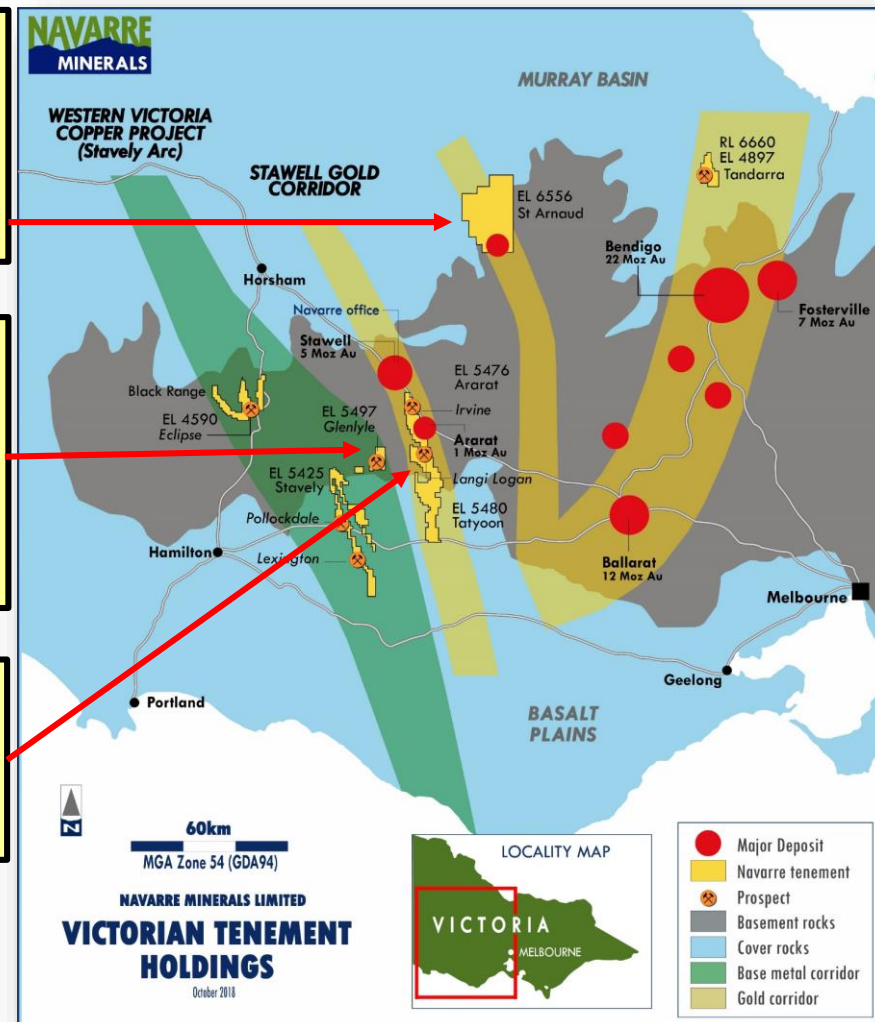 NAVARRE
MINERALS
MURRAY BASIN
WESTERN VICTORIA
COPPER PROJECT
(Stavely Arc)
STAWELL GOLD
CORRIDOR
RL 6660
EL 4897
Tandarra
EL 6556
St Arnaud
Bendigo
22 Moz Au
Horsham
Fosterville
7 Moz Au
Navarre office
Stawell
5 Moz Au
EL 5476
Ararat
Black Range
Irvine
EL 4590
Eclipse
EL 5497
Glenlyle
Ararat
1 Moz Au
EL 5425
Stavely
Langi Logan
EL 5480
Tatyoon
Pollockdale
Hamilton
Lexington
Ballarat
12 Moz Au
Melbourne
Geelong
Portland
BASALT
PLAINS
N
60km
MGA Zone 54 (GDA94)
NAVARRE MINERALS LIMITED
VICTORIAN TENEMENT
HOLDINGS
October 2018
LOCALITY MAP
VICTORIA
MELBOURNE
Major Deposit
Navarre tenement
Prospect
Basement rocks
Cover rocks
Base metal corridor
Gold corridor